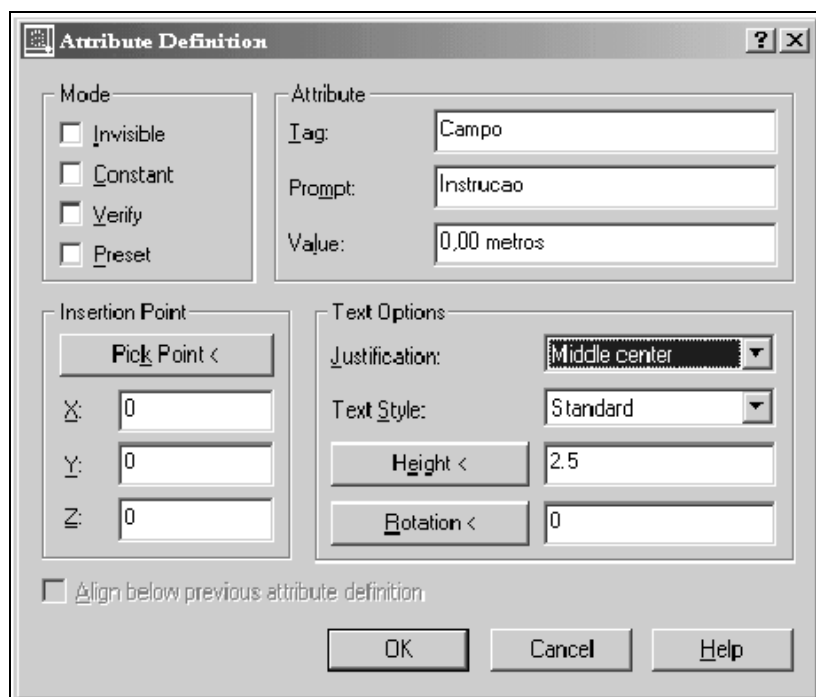 Attribute Definition
Mode
Invisible
Constant
Verify
Preset
Attribute
Tag: Campo
Prompt: Instrucao
Value: 0,00 metros
Insertion Point
Pick Point <
X: 0
Y: 0
Z: 0
Text Options
Justification: Middle center
Text Style: Standard
Height < 2.5
Rotation < 0
Align below previous attribute definition
OK Cancel Help